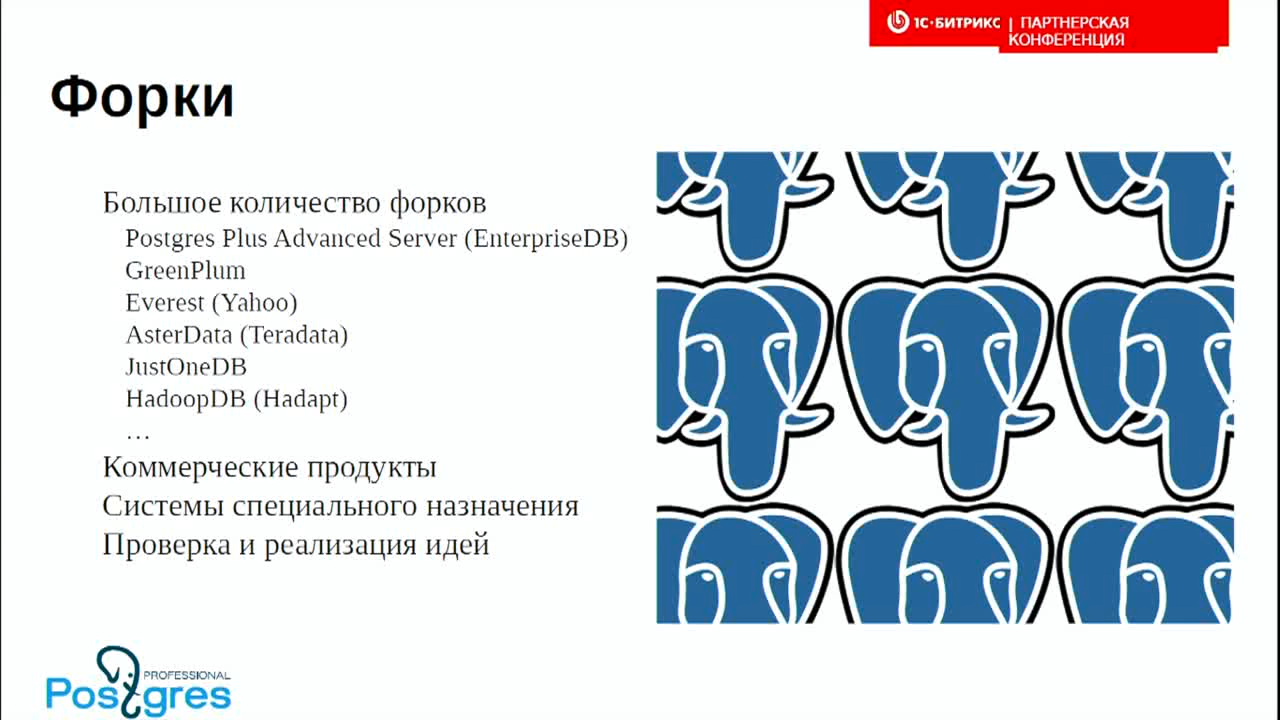 1С·БИТРИКС | ПАРТНЕРСКАЯ
КОНФЕРЕНЦИЯ
Форки
Большое количество форков
Postgres Plus Advanced Server (EnterpriseDB)
GreenPlum
Everest (Yahoo)
AsterData (Teradata)
JustOneDB
HadoopDB (Hadapt)
…
Коммерческие продукты
Системы специального назначения
Проверка и реализация идей
PROFESSIONAL
Postgres